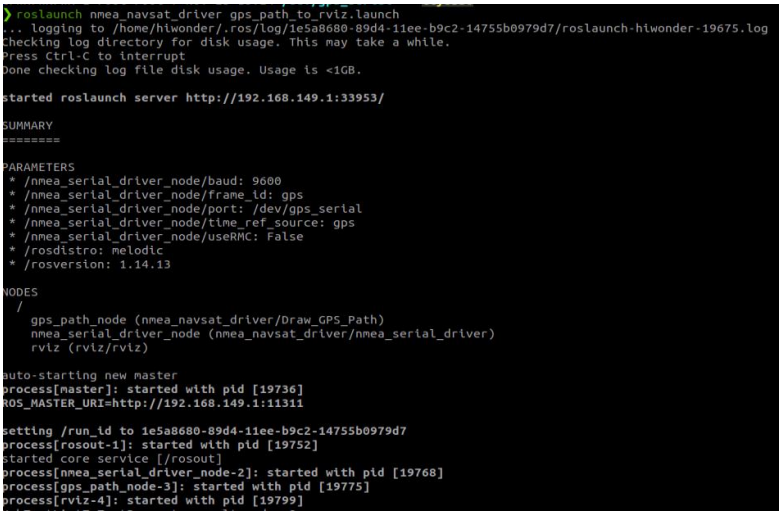 ❯ roslaunch nmea_navsat_driver gps_path_to_rviz.launch
... logging to /home/hiwonder/.ros/log/1e5a8680-89d4-11ee-b9c2-14755b0979d7/roslaunch-hiwonder-19675.log
Checking log directory for disk usage. This may take a while.
Press Ctrl-C to interrupt
Done checking log file disk usage. Usage is <1GB.
started roslaunch server http://192.168.149.1:33953/
SUMMARY
========
PARAMETERS
* /nmea_serial_driver_node/baud: 9600
* /nmea_serial_driver_node/frame_id: gps
* /nmea_serial_driver_node/port: /dev/gps_serial
* /nmea_serial_driver_node/time_ref_source: gps
* /nmea_serial_driver_node/useRMC: False
* /rosdistro: melodic
* /rosversion: 1.14.13
NODES
/
gps_path_node (nmea_navsat_driver/Draw_GPS_Path)
nmea_serial_driver_node (nmea_navsat_driver/nmea_serial_driver)
rviz (rviz/rviz)
auto-starting new master
process[master]: started with pid [19736]
ROS_MASTER_URI=http://192.168.149.1:11311
setting /run_id to 1e5a8680-89d4-11ee-b9c2-14755b0979d7
process[rosout-1]: started with pid [19752]
started core service [/rosout]
process[nmea_serial_driver_node-2]: started with pid [19768]
process[gps_path_node-3]: started with pid [19775]
process[rviz-4]: started with pid [19799]